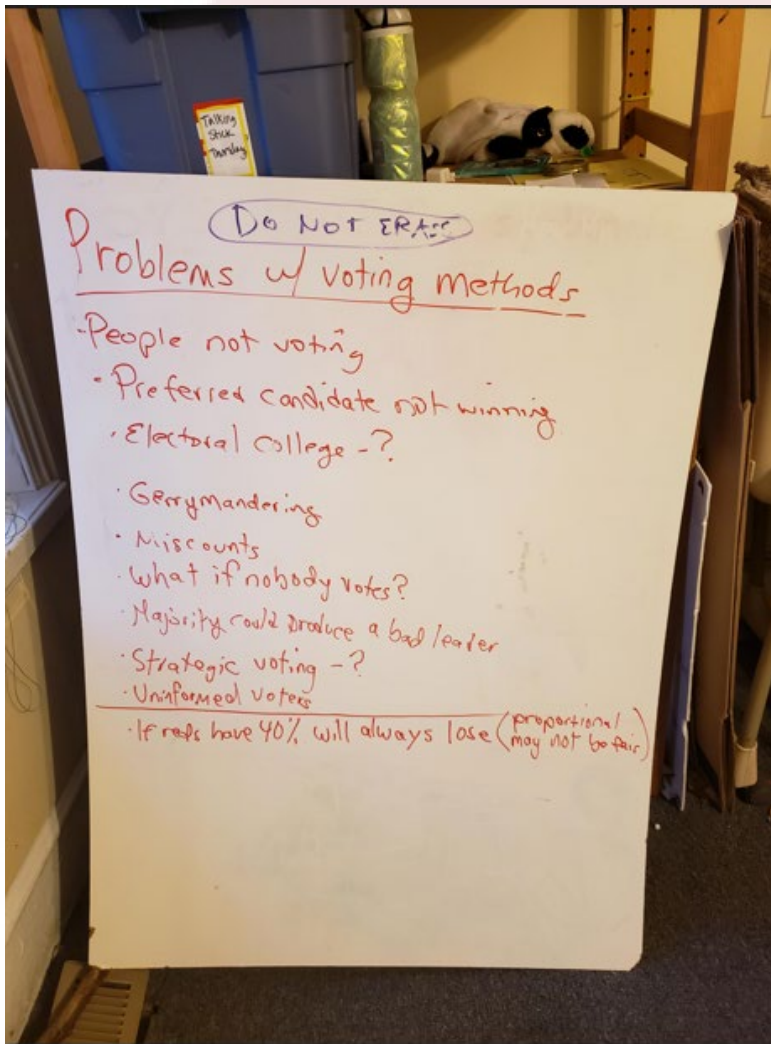 Talking
Stick
Thursday
DO NOT ERASE
Problems w/ voting methods
·People not voting
·Preferred candidate not winning
·Electoral college -?
·Gerrymandering
·Miscounts
·What if nobody votes?
·Majority could produce a bad leader
·Strategic voting -?
·Uninformed voters
·If reps have 40% will always lose (proportional
may not be fair)